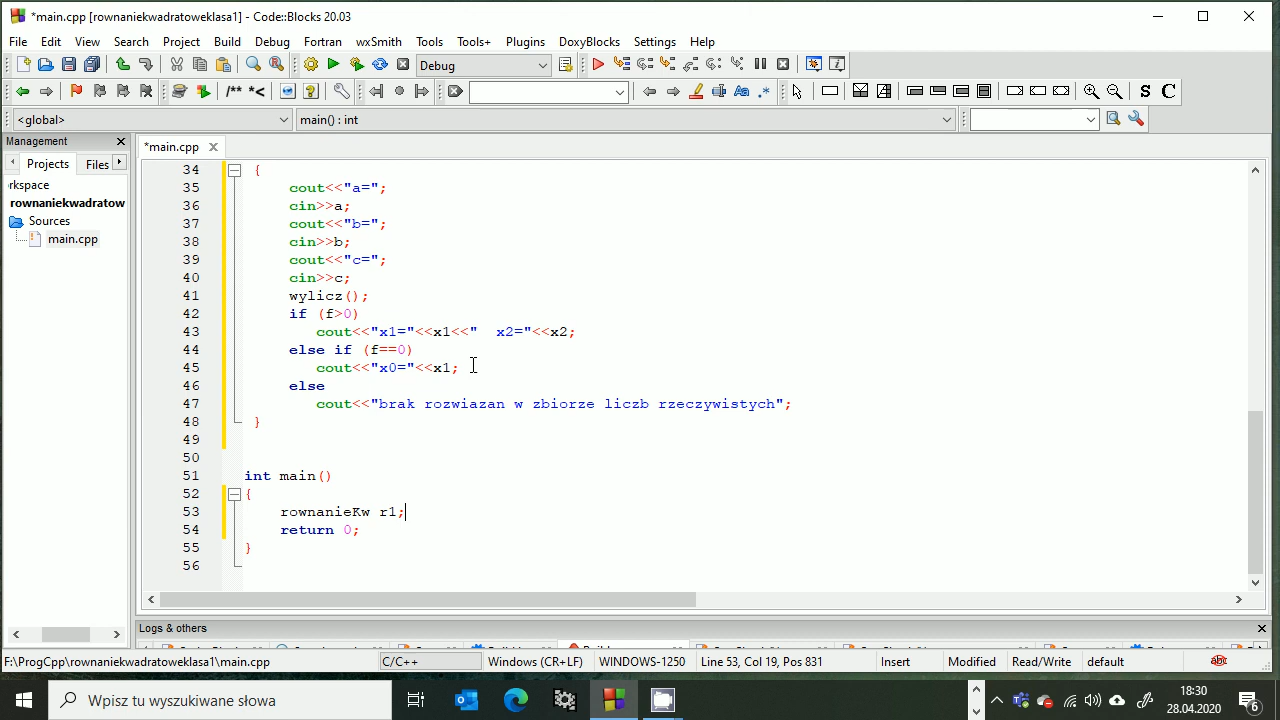 *main.cpp [rownaniekwadratoweklasa1] - Code::Blocks 20.03
File Edit View Search Project Build Debug Fortran wxSmith Tools Tools+ Plugins DoxyBlocks Settings Help
Debug
/** *<
Aa .*
S C
<global> main() : int
Management
*main.cpp
Projects Files
rkspace
rownaniekwadratow
Sources
main.cpp
34 {
35 cout<<"a=";
36 cin>>a;
37 cout<<"b=";
38 cin>>b;
39 cout<<"c=";
40 cin>>c;
41 wylicz();
42 if (f>0)
43 cout<<"x1="<<x1<<"  x2="<<x2;
44 else if (f==0)
45 cout<<"x0="<<x1;
46 else
47 cout<<"brak rozwiazan w zbiorze liczb rzeczywistych";
48 }
49
50
51 int main()
52 {
53 rownanieKw r1;
54 return 0;
55 }
56
Logs & others
F:\ProgCpp\rownaniekwadratoweklasa1\main.cpp C/C++ Windows (CR+LF) WINDOWS-1250 Line 53, Col 19, Pos 831 Insert Modified Read/Write default abc
Wpisz tu wyszukiwane słowa
18:30
28.04.2020
6